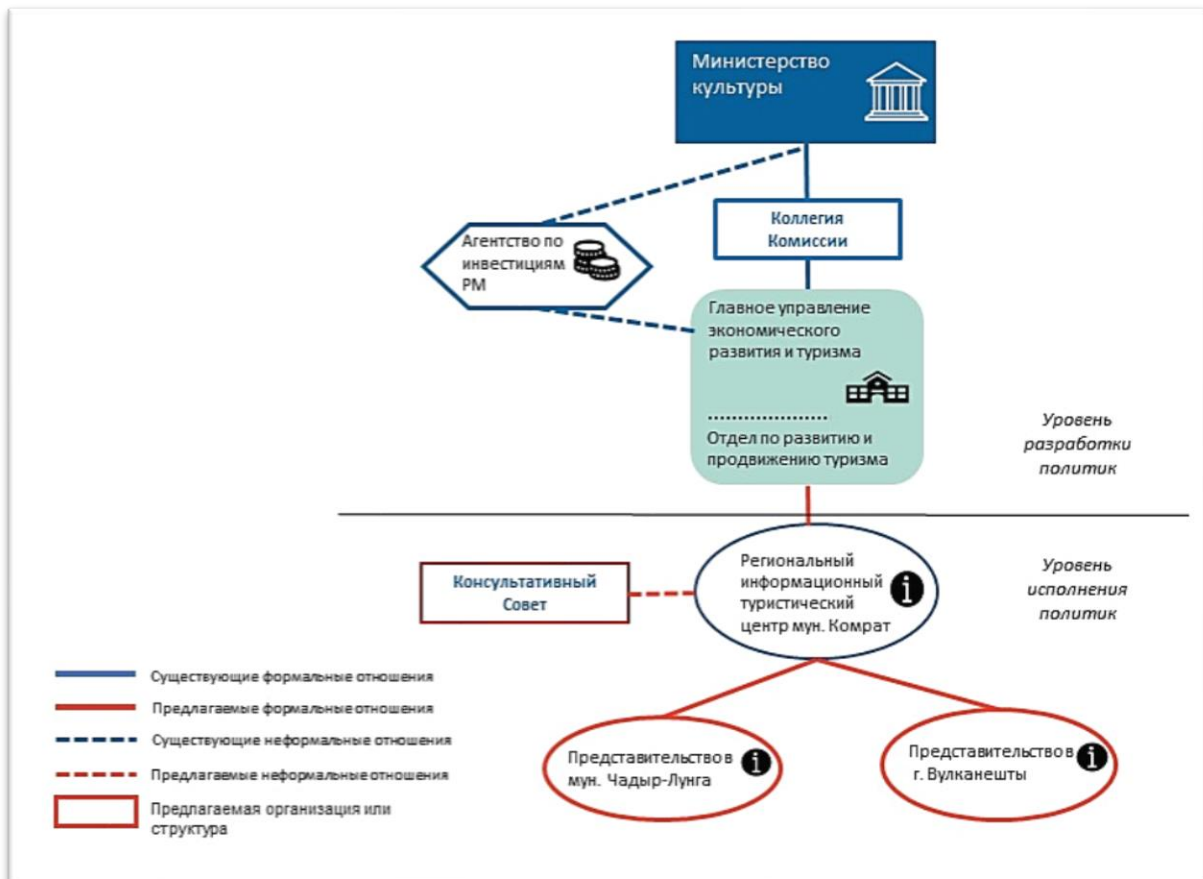 Министерство
культуры
Коллегия
Комиссии
Агентство по
инвестициям
РМ
Главное управление
экономического
развития и туризма
....................
Отдел по развитию и
продвижению туризма
Уровень
разработки
политик
Региональный
информационный
туристический
центр мун. Комрат
Консультативный
Совет
Уровень
исполнения
политик
Существующие формальные отношения
Предлагаемые формальные отношения
Существующие неформальные отношения
Предлагаемые неформальные отношения
Предлагаемая организация или
структура
Представительство в
мун. Чадыр-Лунга
Представительство в
г. Вулканешты